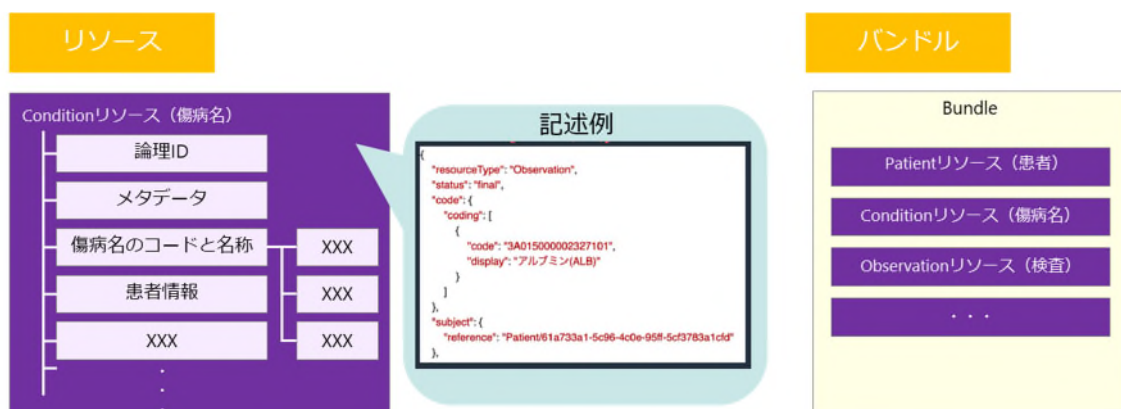 リソース
Conditionリソース（傷病名）
論理ID
メタデータ
傷病名のコードと名称
患者情報
XXX
XXX
XXX
XXX
・
・
・
記述例
{
"resourceType": "Observation",
"status": "final",
"code": {
"coding": [
{
"code": "3A015000002327101",
"display": "アルブミン(ALB)"
}
]
},
"subject": {
"reference": "Patient/61a733a1-5c96-4c0e-95ff-5cf3783a1cfd"
},
バンドル
Bundle
Patientリソース（患者）
Conditionリソース（傷病名）
Observationリソース（検査）
・・・